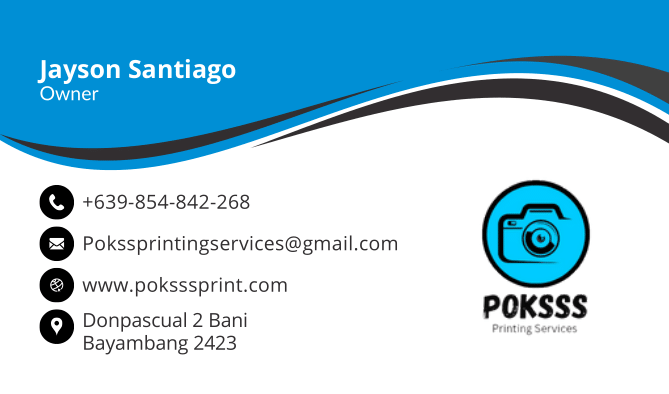 Jayson Santiago
Owner
+639-854-842-268
Pokssprintingservices@gmail.com
www.poksssprint.com
Donpascual 2 Bani
Bayambang 2423
POKSSS
Printing Services